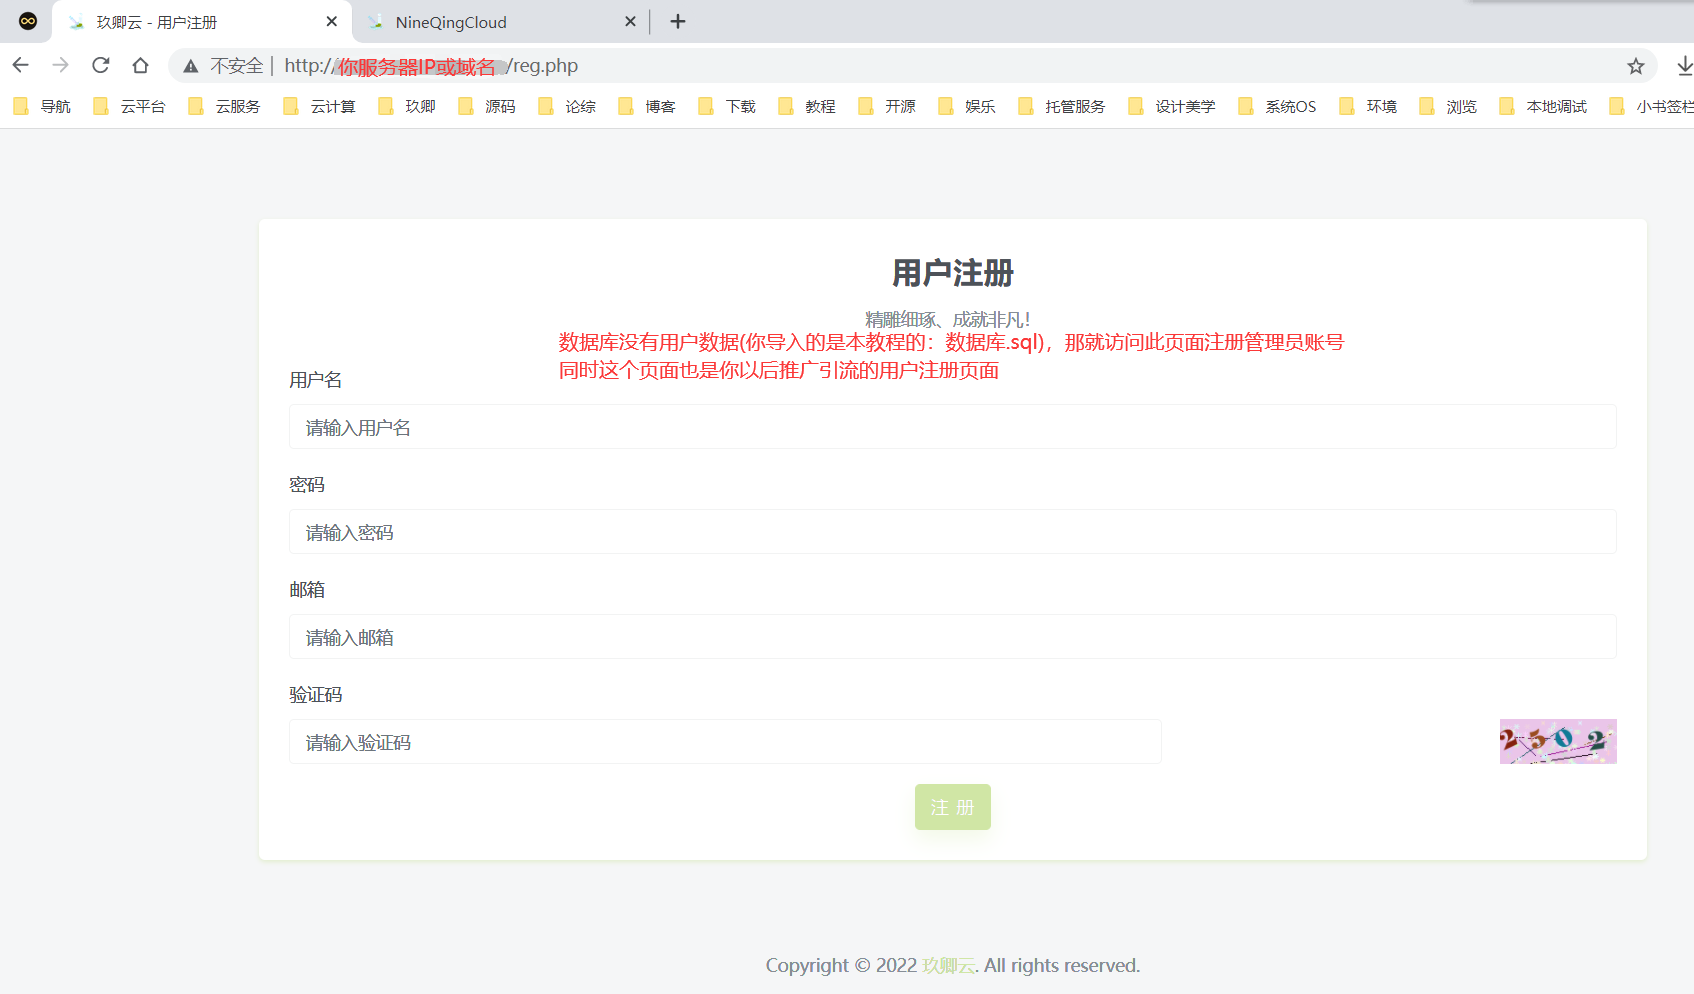 玖卿云 - 用户注册
NineQingCloud
不安全 | http://你服务器IP或域名/reg.php
导航 云平台 云服务 云计算 玖卿 源码 论综 博客 下载 教程 开源 娱乐 托管服务 设计美学 系统OS 环境 浏览 本地调试 小书签栏
用户注册
精雕细琢、成就非凡！
数据库没有用户数据(你导入的是本教程的：数据库.sql)，那就访问此页面注册管理员账号
同时这个页面也是你以后推广引流的用户注册页面
用户名
请输入用户名
密码
请输入密码
邮箱
请输入邮箱
验证码
请输入验证码
2502
注 册
Copyright © 2022 玖卿云. All rights reserved.